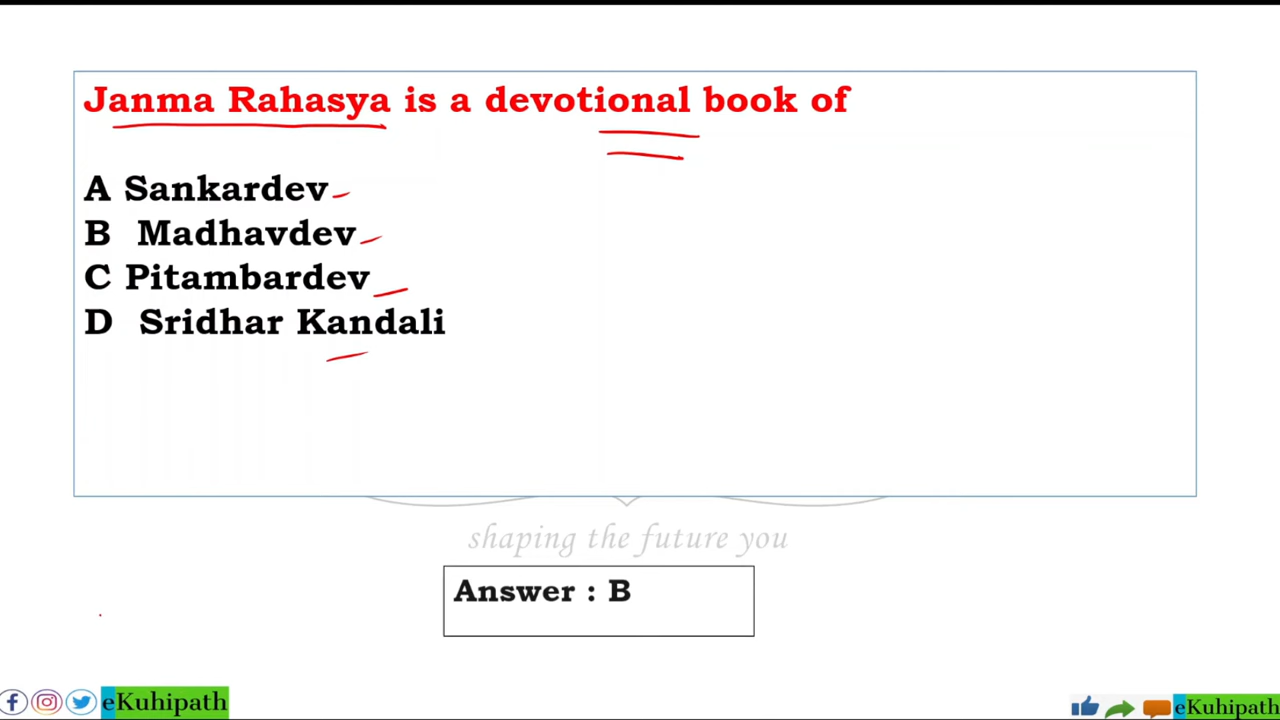 Janma Rahasya is a devotional book of
A Sankardev
B Madhavdev
C Pitambardev
D Sridhar Kandali
shaping the future you
Answer : B
eKuhipath
eKuhipath